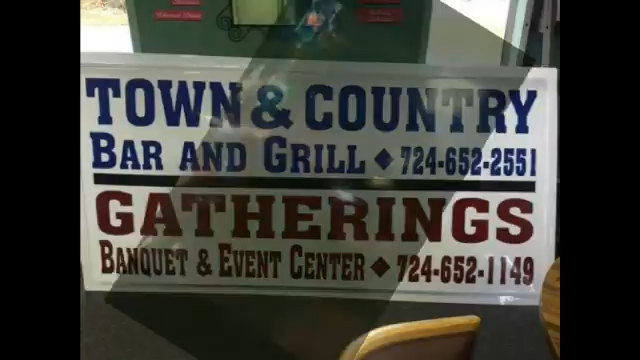 TOWN & COUNTRY
BAR AND GRILL ◆ 724-652-2551
GATHERINGS
BANQUET & EVENT CENTER ◆ 724-652-1149